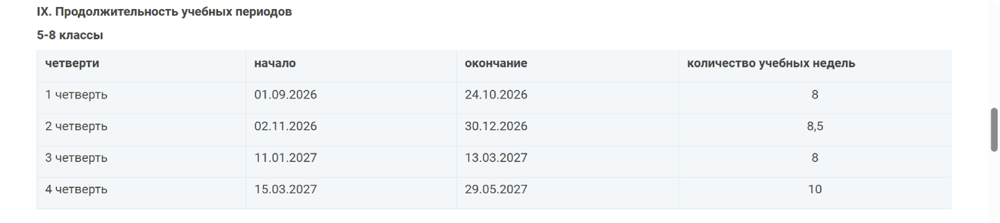 IX. Продолжительность учебных периодов
5-8 классы
четверти начало окончание количество учебных недель
1 четверть 01.09.2026 24.10.2026 8
2 четверть 02.11.2026 30.12.2026 8,5
3 четверть 11.01.2027 13.03.2027 8
4 четверть 15.03.2027 29.05.2027 10